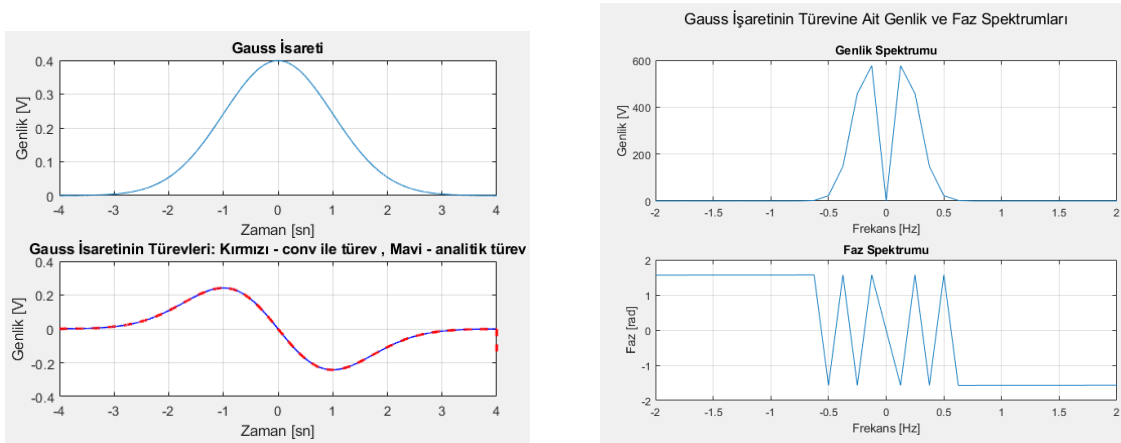 Gauss İsareti
0.4
0.3
0.2
0.1
0
Genlik [V]
-4 -3 -2 -1 0 1 2 3 4
Zaman [sn]
Gauss İsaretinin Türevleri: Kırmızı - conv ile türev , Mavi - analitik türev
0.4
0.2
0
-0.2
-0.4
Genlik [V]
-4 -3 -2 -1 0 1 2 3 4
Zaman [sn]
Gauss İşaretinin Türevine Ait Genlik ve Faz Spektrumları
Genlik Spektrumu
600
400
200
0
Genlik [V]
-2 -1.5 -1 -0.5 0 0.5 1 1.5 2
Frekans [Hz]
Faz Spektrumu
2
1
0
-1
-2
Faz [rad]
-2 -1.5 -1 -0.5 0 0.5 1 1.5 2
Frekans [Hz]